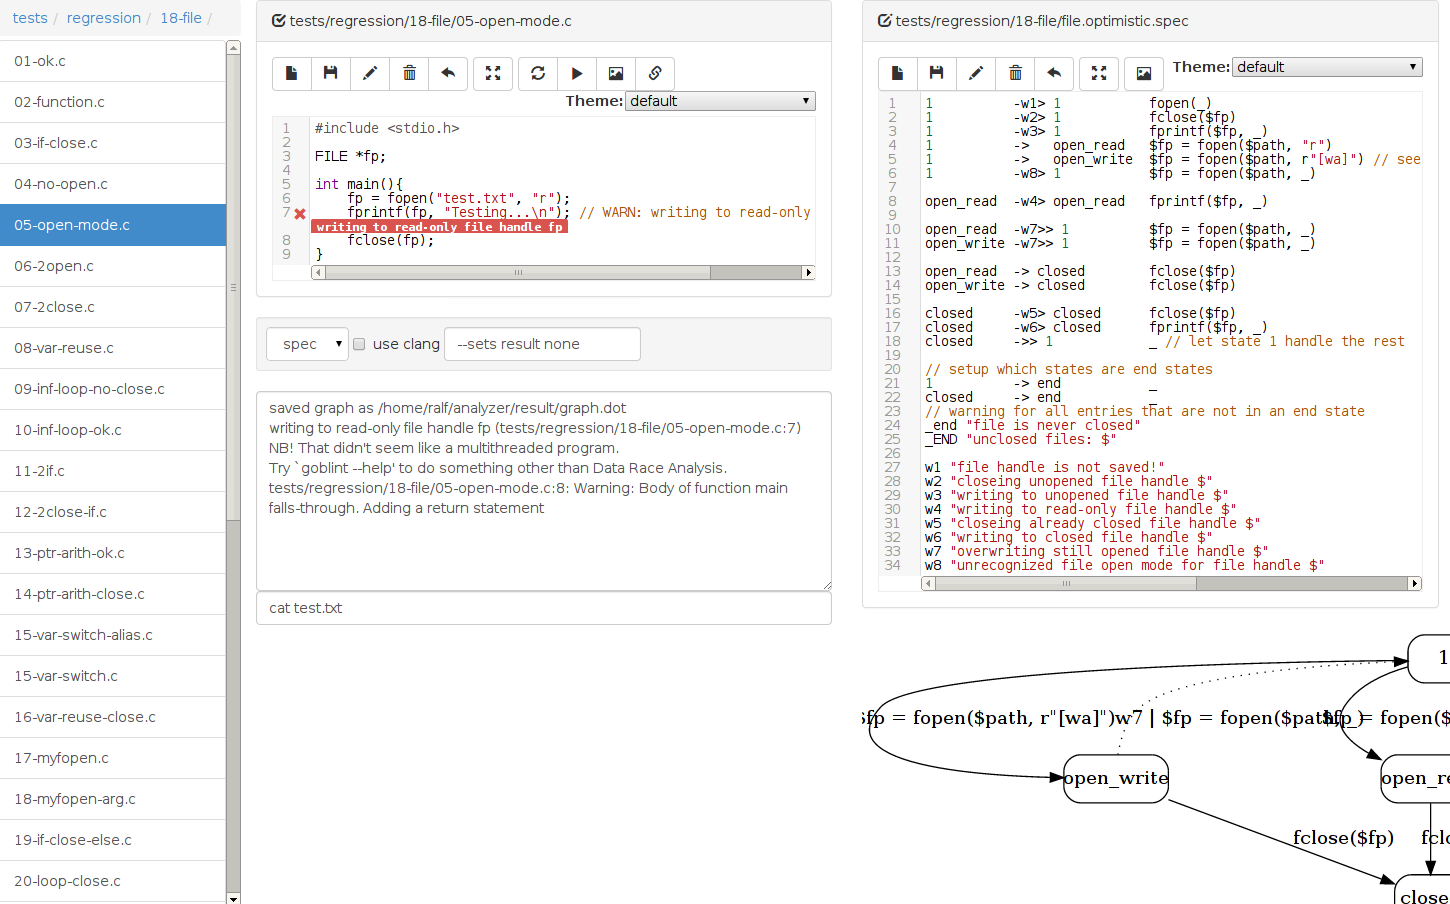 tests / regression / 18-file /
01-ok.c
02-function.c
03-if-close.c
04-no-open.c
05-open-mode.c
06-2open.c
07-2close.c
08-var-reuse.c
09-inf-loop-no-close.c
10-inf-loop-ok.c
11-2if.c
12-2close-if.c
13-ptr-arith-ok.c
14-ptr-arith-close.c
15-var-switch-alias.c
15-var-switch.c
16-var-reuse-close.c
17-myfopen.c
18-myfopen-arg.c
19-if-close-else.c
20-loop-close.c
tests/regression/18-file/05-open-mode.c
Theme: default
1 #include <stdio.h>
2
3 FILE *fp;
4
5 int main(){
6     fp = fopen("test.txt", "r");
7     fprintf(fp, "Testing...\n"); // WARN: writing to read-only
writing to read-only file handle fp
8     fclose(fp);
9 }
spec use clang --sets result none
saved graph as /home/ralf/analyzer/result/graph.dot
writing to read-only file handle fp (tests/regression/18-file/05-open-mode.c:7)
NB! That didn't seem like a multithreaded program.
Try `goblint --help' to do something other than Data Race Analysis.
tests/regression/18-file/05-open-mode.c:8: Warning: Body of function main
falls-through. Adding a return statement
cat test.txt
tests/regression/18-file/file.optimistic.spec
Theme: default
1 1          -w1> 1           fopen(_)
2 1          -w2> 1           fclose($fp)
3 1          -w3> 1           fprintf($fp, _)
4 1          ->   open_read   $fp = fopen($path, "r")
5 1          ->   open_write  $fp = fopen($path, r"[wa]") // see
6 1          -w8> 1           $fp = fopen($path, _)
7
8 open_read  -w4> open_read   fprintf($fp, _)
9
10 open_read  -w7>> 1          $fp = fopen($path, _)
11 open_write -w7>> 1          $fp = fopen($path, _)
12
13 open_read  -> closed        fclose($fp)
14 open_write -> closed        fclose($fp)
15
16 closed     -w5> closed      fclose($fp)
17 closed     -w6> closed      fprintf($fp, _)
18 closed     ->> 1            _ // let state 1 handle the rest
19
20 // setup which states are end states
21 1          -> end           _
22 closed     -> end           _
23 // warning for all entries that are not in an end state
24 _end "file is never closed"
25 _END "unclosed files: $"
26
27 w1 "file handle is not saved!"
28 w2 "closeing unopened file handle $"
29 w3 "writing to unopened file handle $"
30 w4 "writing to read-only file handle $"
31 w5 "closeing already closed file handle $"
32 w6 "writing to closed file handle $"
33 w7 "overwriting still opened file handle $"
34 w8 "unrecognized file open mode for file handle $"
1
$fp = fopen($path, r"[wa]") w7 | $fp = fopen($path, _) $fp = fopen($
open_write open_re
fclose($fp) fclo
close